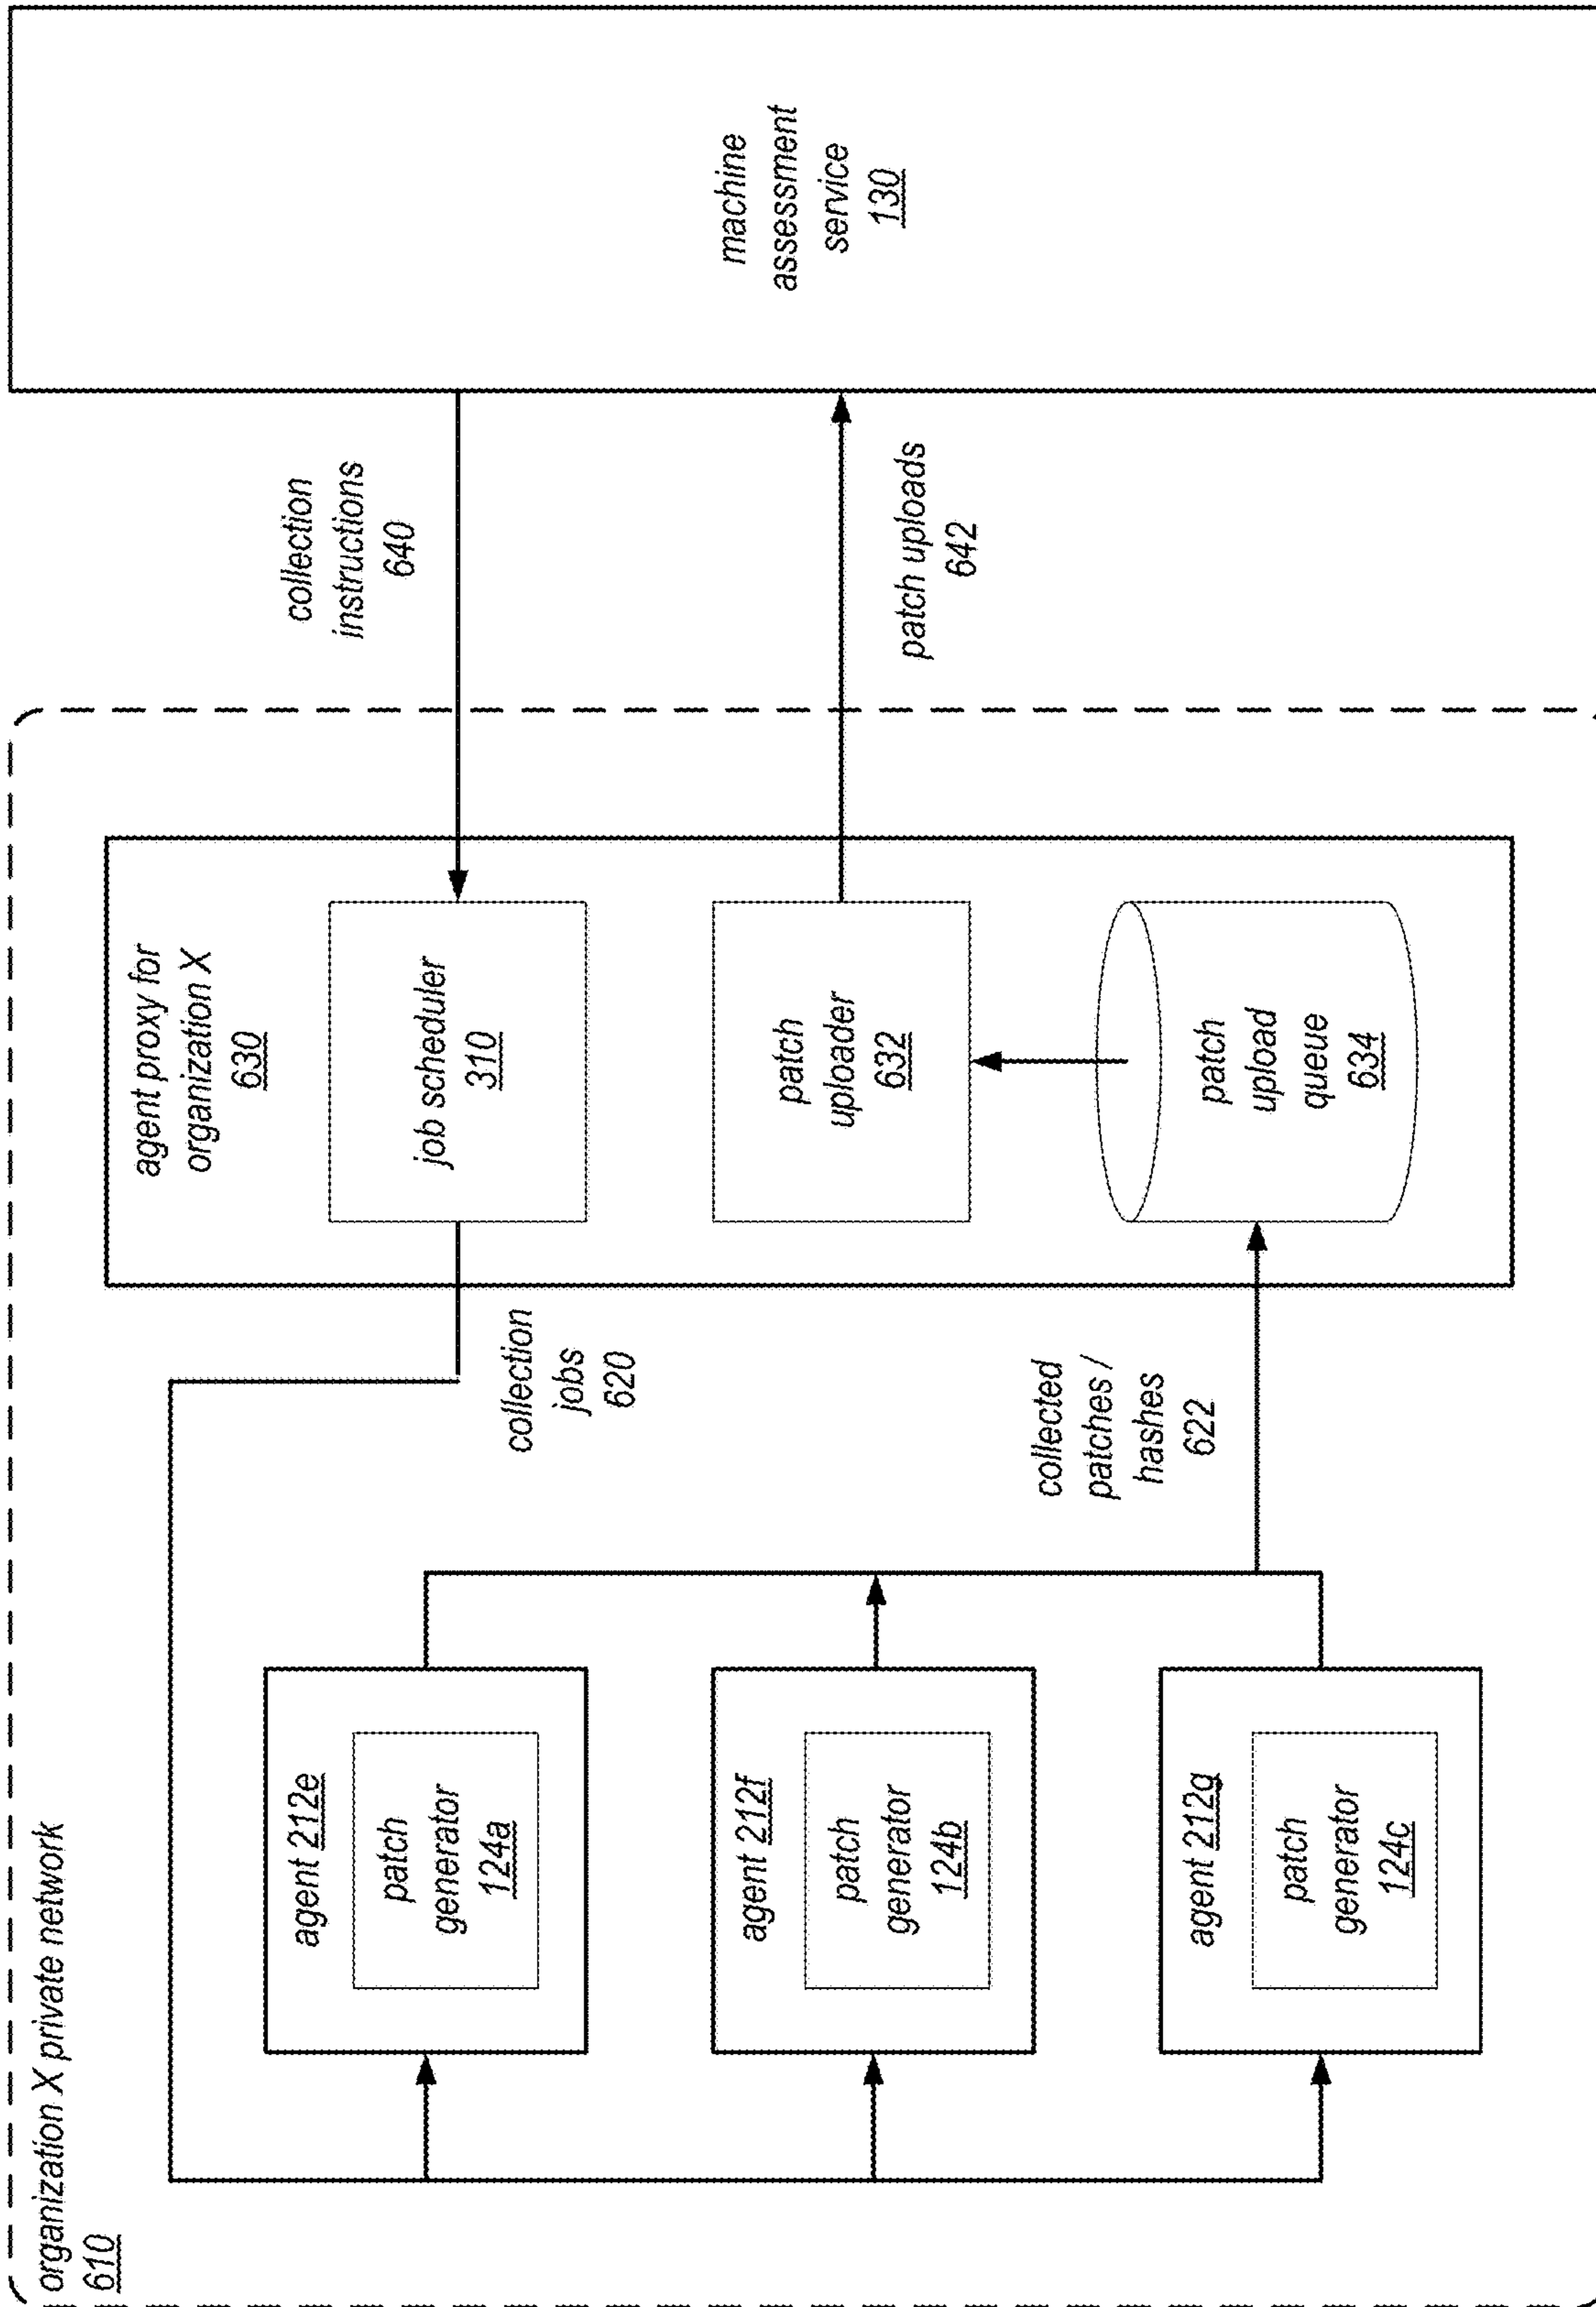 organization X private network
610
agent 212e
patch
generator
124a
agent 212f
patch
generator
124b
agent 212g
patch
generator
124c
collection
jobs
620
collected
patches /
hashes
622
agent proxy for
organization X
630
job scheduler
310
patch
uploader
632
patch
upload
queue
634
collection
instructions
640
patch uploads
642
machine
assessment
service
130